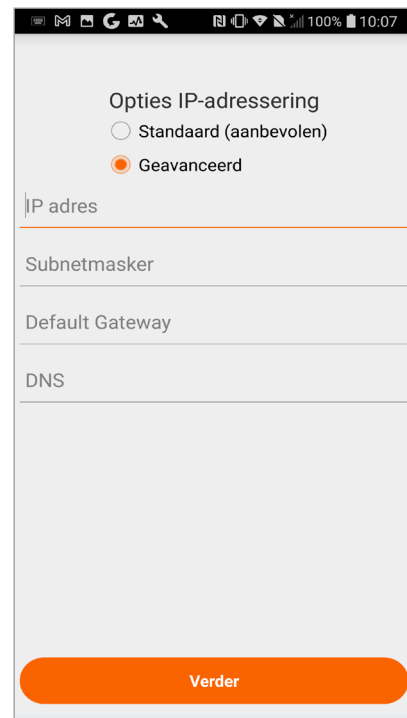 100% 10:07
Opties IP-adressering
Standaard (aanbevolen)
Geavanceerd
IP adres
Subnetmasker
Default Gateway
DNS
Verder